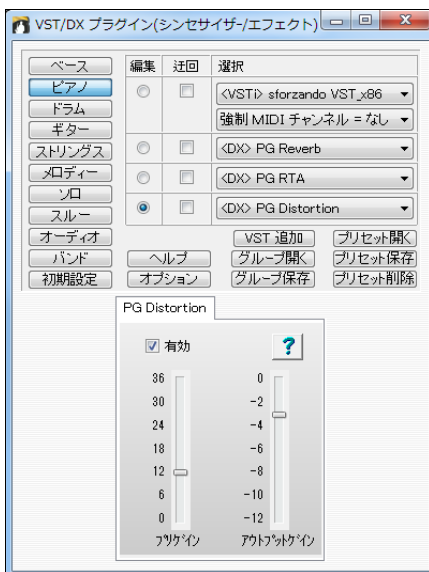 VST/DX プラグイン(シンセサイザｰ/エフェクト)
ベース
編集 迂回 選択
ピアノ
<VSTi> sforzando VST_x86
ドラム
強制 MIDI チャンネル = なし
ギター
ストリングス
<DX> PG Reverb
メロディー
<DX> PG RTA
ソロ
スルー
<DX> PG Distortion
オーディオ
VST 追加 プリセット開く
バンド
ヘルプ グループ開く プリセット保存
初期設定
オプション グループ保存 プリセット削除
PG Distortion
有効 ?
36 0
30 -2
24 -4
18 -6
12 -8
6 -10
0 -12
プリゲイン アウトプットゲイン